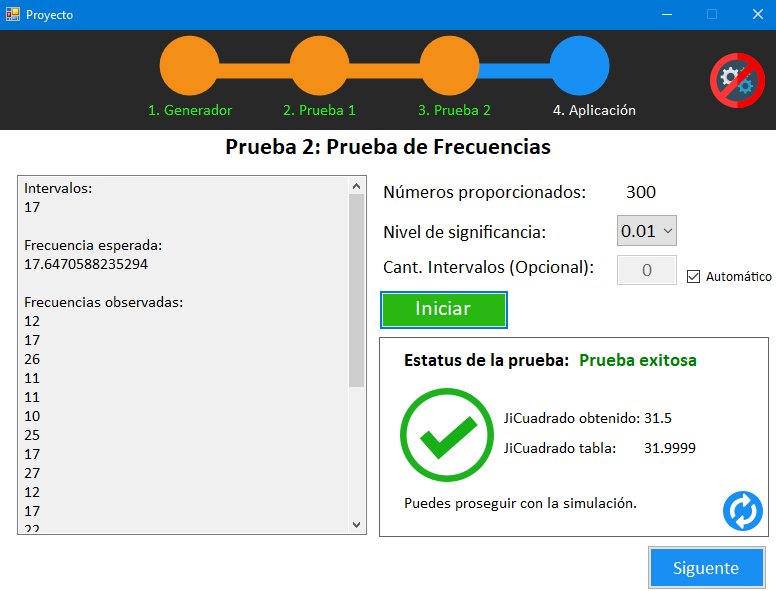 Proyecto
1. Generador
2. Prueba 1
3. Prueba 2
4. Aplicación
Prueba 2: Prueba de Frecuencias
Intervalos:
17
Frecuencia esperada:
17.6470588235294
Frecuencias observadas:
12
17
26
11
11
10
25
17
27
12
17
22
Números proporcionados: 300
Nivel de significancia: 0.01
Cant. Intervalos (Opcional): 0
Automático
Iniciar
Estatus de la prueba: Prueba exitosa
JiCuadrado obtenido: 31.5
JiCuadrado tabla: 31.9999
Puedes proseguir con la simulación.
Siguente